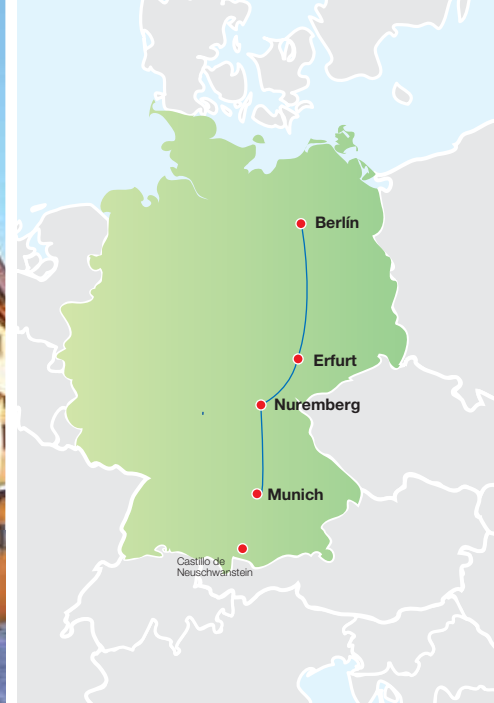 Berlín
Erfurt
Nuremberg
Munich
Castillo de
Neuschwanstein